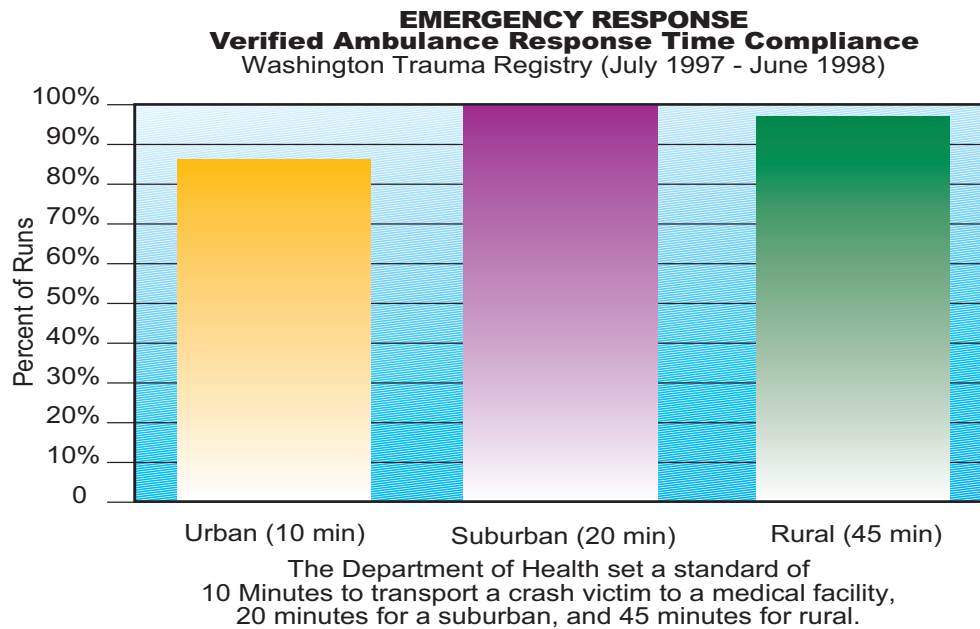 EMERGENCY RESPONSE
Verified Ambulance Response Time Compliance
Washington Trauma Registry (July 1997 - June 1998)
100%
90%
80%
70%
60%
50%
40%
30%
20%
10%
0
Percent of Runs
Urban (10 min)
Suburban (20 min)
Rural (45 min)
The Department of Health set a standard of
10 Minutes to transport a crash victim to a medical facility,
20 minutes for a suburban, and 45 minutes for rural.